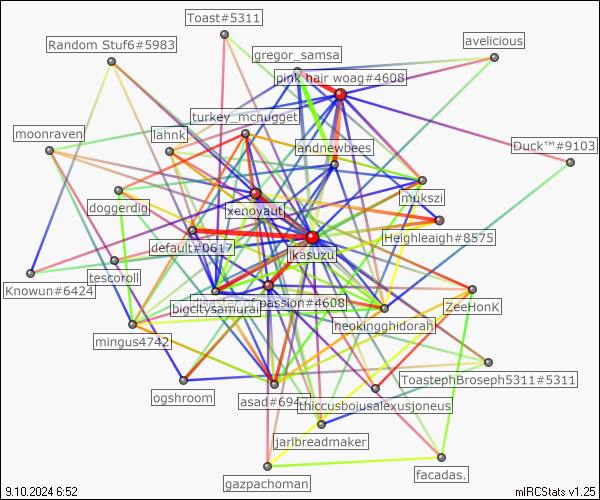 Toast#5311
Random Stuf6#5983
avelicious
gregor_samsa
pink hair woag#4608
turkey_mcnugget
moonraven
lahnk
andnewbees
Duck™#9103
mukszi
doggerdig
xenoyaut
Heighleaigh#8575
default#0617
ikasuzu
testoroll
Knowun#6424
passion#4608
bigcitysamurai
ZeeHonK
neokingghidorah
mingus4742
ToastephBroseph5311#5311
ogshroom
asad#694
thiccusboiusalexusjoneus
jarlbreadmaker
facadas.
gazpachoman
9.10.2024 6:52
mIRCStats v1.25